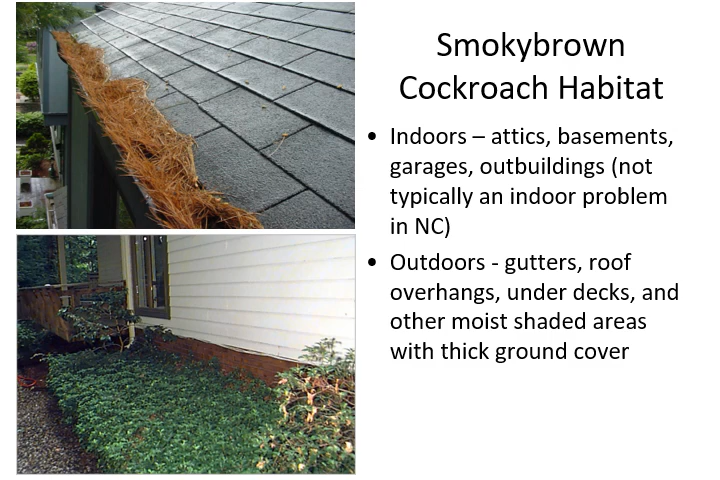 Smokybrown
Cockroach Habitat
• Indoors – attics, basements,
garages, outbuildings (not
typically an indoor problem
in NC)
• Outdoors - gutters, roof
overhangs, under decks, and
other moist shaded areas
with thick ground cover